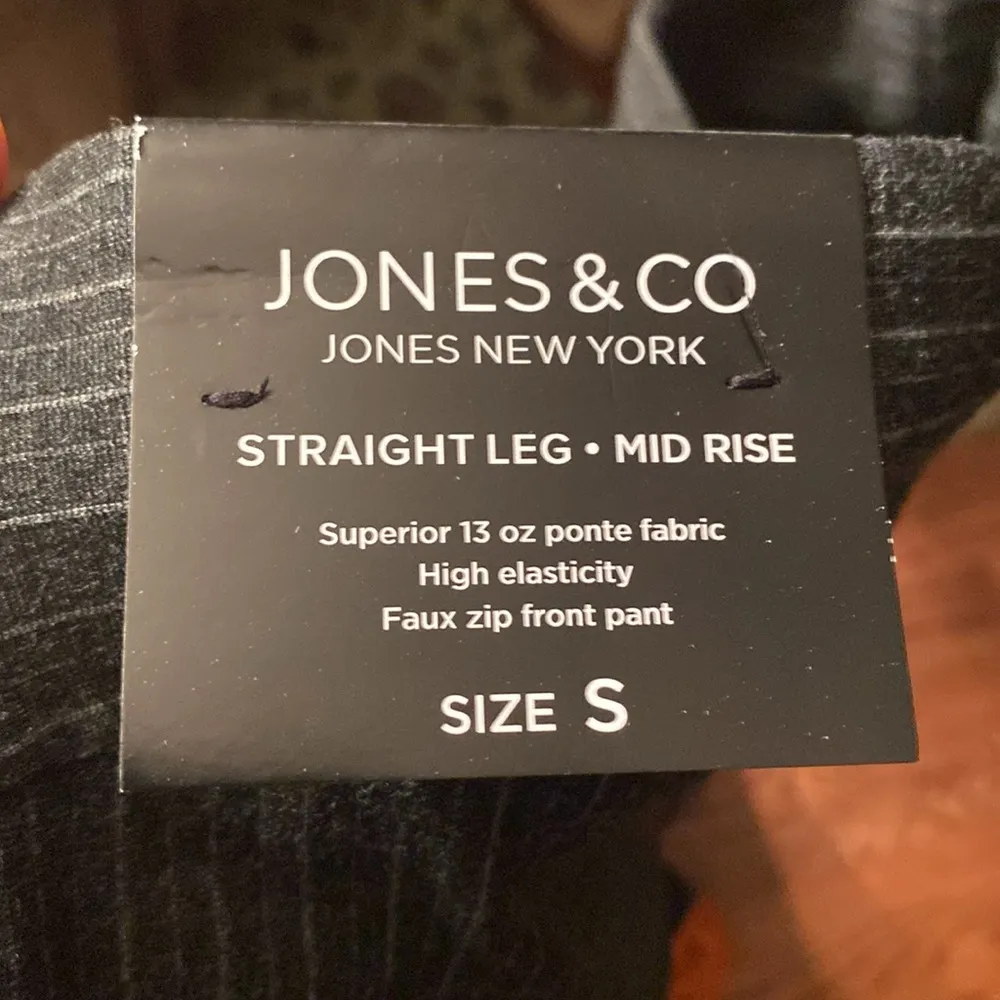 JONES & CO
JONES NEW YORK
STRAIGHT LEG • MID RISE
Superior 13 oz ponte fabric
High elasticity
Faux zip front pant
SIZE S